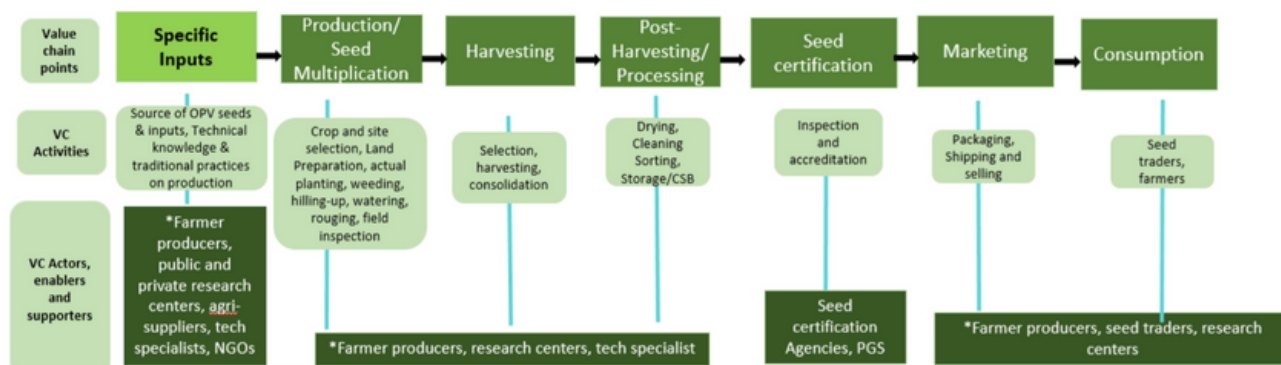 Value
chain
points
Specific
Inputs
Production/
Seed
Multiplication
Harvesting
Post-
Harvesting/
Processing
Seed
certification
Marketing
Consumption
VC
Activities
Source of OPV seeds
& inputs, Technical
knowledge &
traditional practices
on production
Crop and site
selection, Land
Preparation, actual
planting, weeding,
hilling-up, watering,
rouging, field
inspection
Selection,
harvesting,
consolidation
Drying,
Cleaning
Sorting,
Storage/CSB
Inspection
and
accreditation
Packaging,
Shipping and
selling
Seed
traders,
farmers
VC Actors,
enablers
and
supporters
*Farmer
producers,
public and
private research
centers, agri-
suppliers, tech
specialists, NGOs
*Farmer producers, research centers, tech specialist
Seed
certification
Agencies, PGS
*Farmer producers, seed traders, research
centers